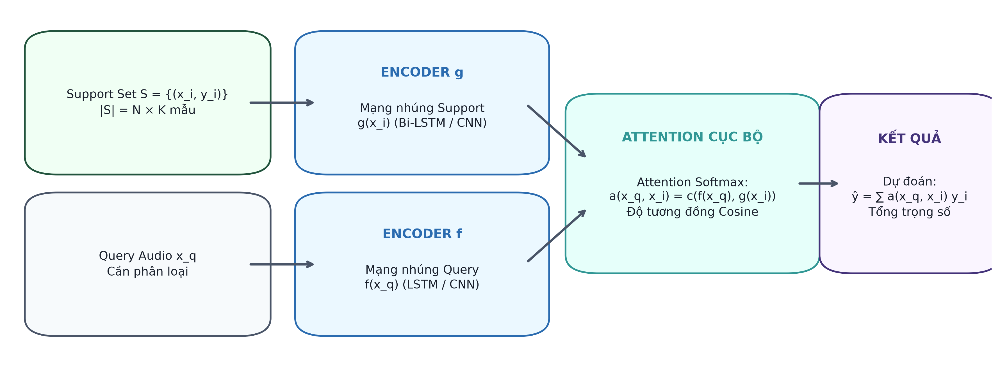 Support Set S = {(x_i, y_i)}
|S| = N × K mẫu
ENCODER g
Mạng nhúng Support
g(x_i) (Bi-LSTM / CNN)
Query Audio x_q
Cần phân loại
ENCODER f
Mạng nhúng Query
f(x_q) (LSTM / CNN)
ATTENTION CỤC BỘ
Attention Softmax:
a(x_q, x_i) = c(f(x_q), g(x_i))
Độ tương đồng Cosine
KẾT QUẢ
Dự đoán:
ŷ = ∑ a(x_q, x_i) y_i
Tổng trọng số